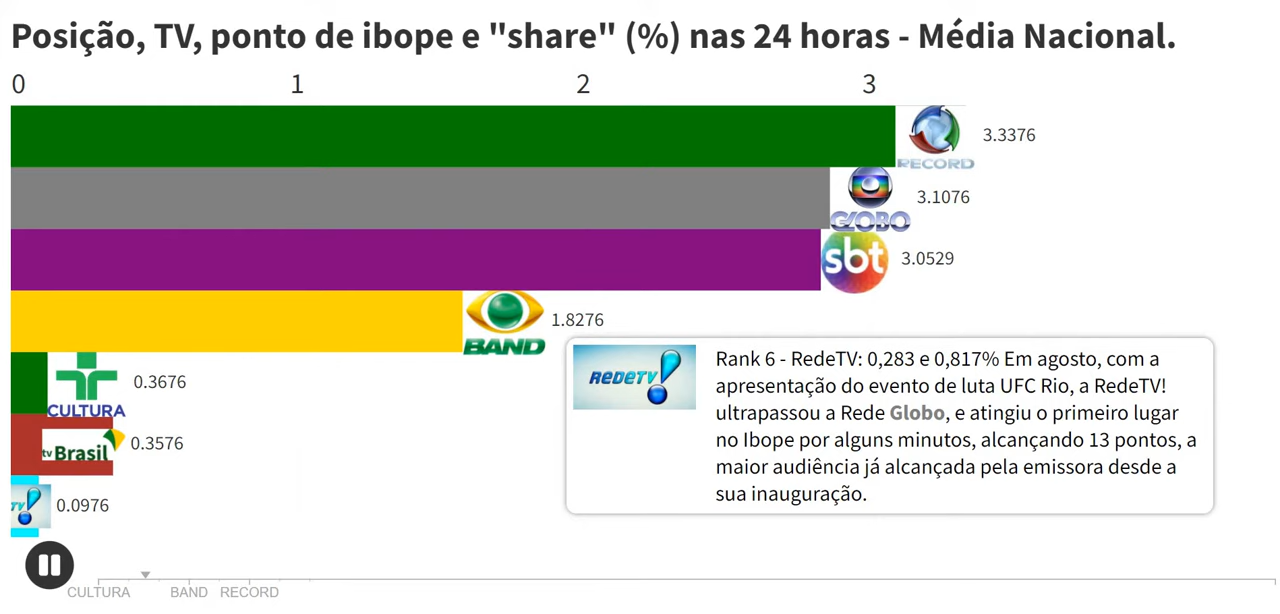 Posição, TV, ponto de ibope e "share" (%) nas 24 horas - Média Nacional.
0 1 2 3
RECORD
3.3376
GLOBO
3.1076
sbt
3.0529
BAND
1.8276
CULTURA
0.3676
tv Brasil
0.3576
TV!
0.0976
REDETV!
Rank 6 - RedeTV: 0,283 e 0,817% Em agosto, com a
apresentação do evento de luta UFC Rio, a RedeTV!
ultrapassou a Rede Globo, e atingiu o primeiro lugar
no Ibope por alguns minutos, alcançando 13 pontos, a
maior audiência já alcançada pela emissora desde a
sua inauguração.
CULTURA BAND RECORD